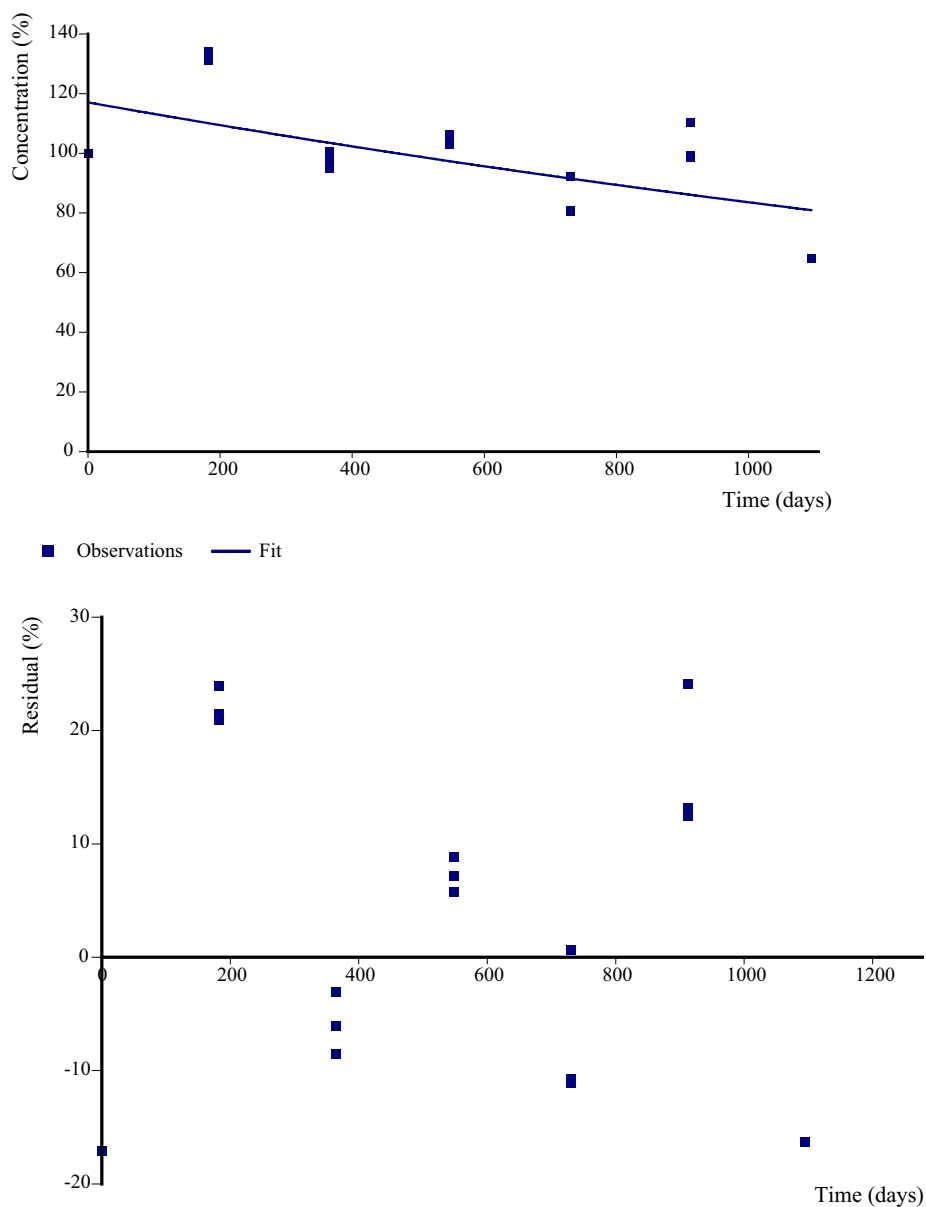 Concentration (%)
140
120
100
80
60
40
20
0
0 200 400 600 800 1000
Time (days)
Observations Fit
Residual (%)
30
20
10
0
0 200 400 600 800 1000 1200
-10
-20
Time (days)